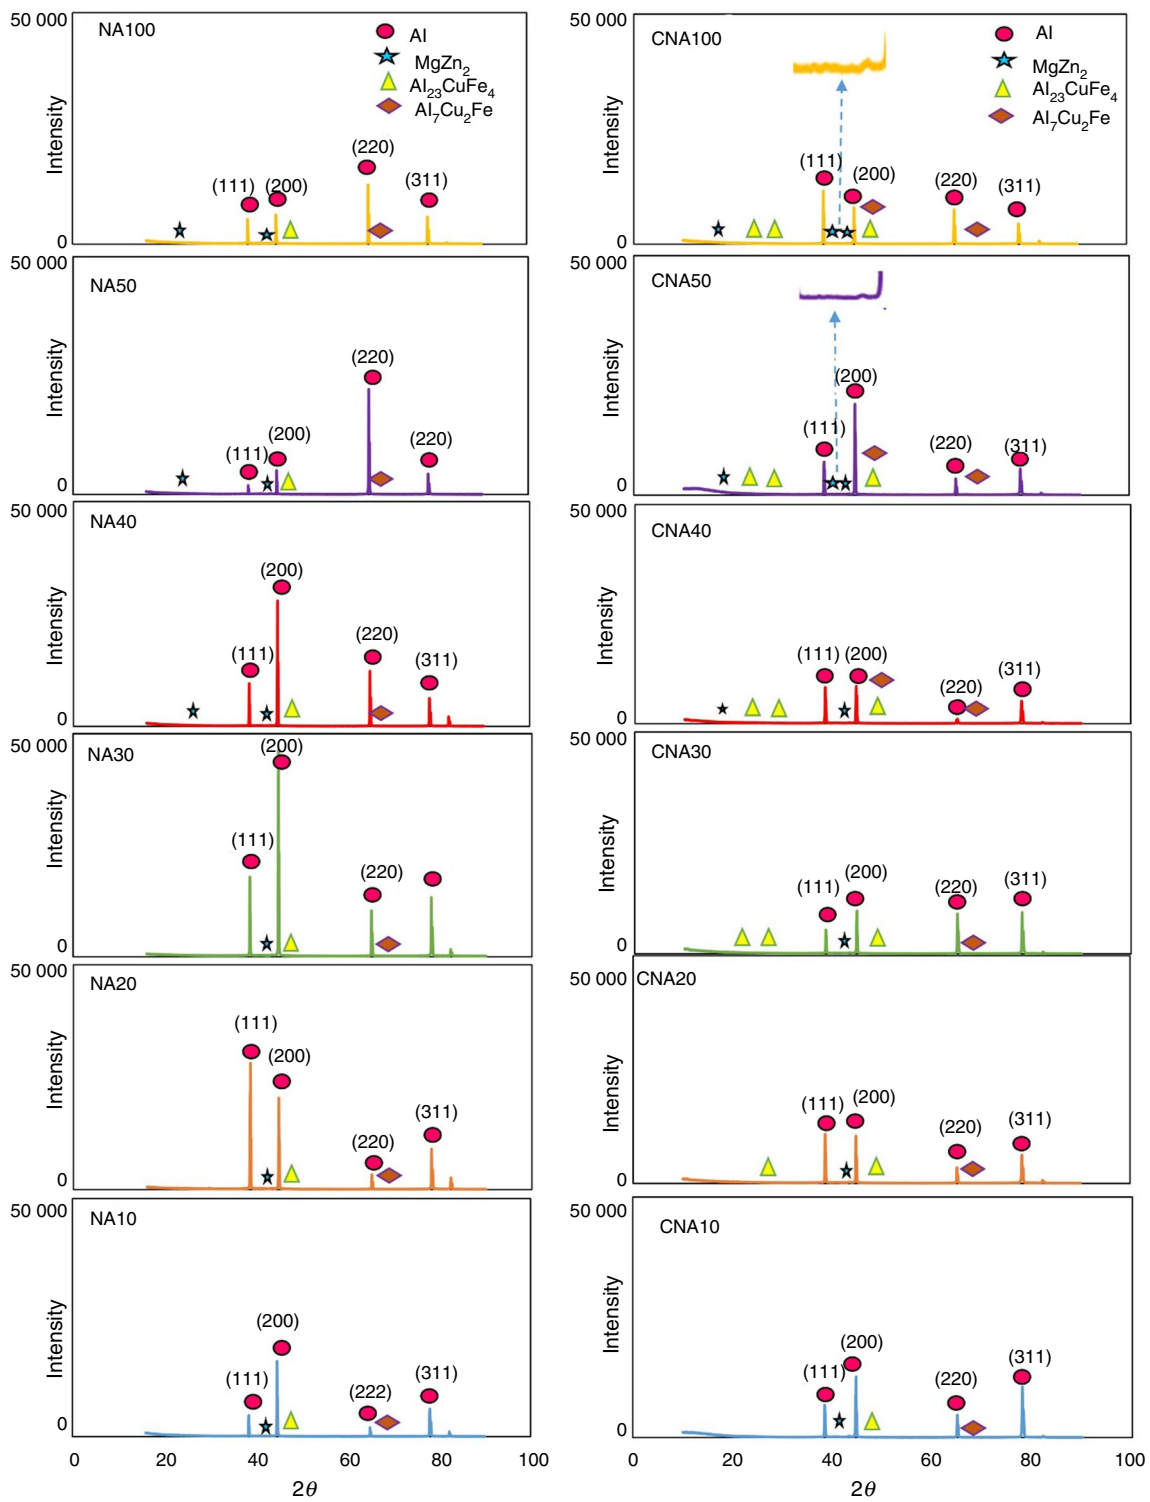 50 000
NA100
Al
MgZn2
Al23CuFe4
Al7Cu2Fe
Intensity
(111)
(200)
(220)
(311)
0
50 000
CNA100
Al
MgZn2
Al23CuFe4
Al7Cu2Fe
Intensity
(111)
(200)
(220)
(311)
0
50 000
NA50
Intensity
(111)
(200)
(220)
(220)
0
50 000
CNA50
Intensity
(111)
(200)
(220)
(311)
0
50 000
NA40
Intensity
(111)
(200)
(220)
(311)
0
50 000
CNA40
Intensity
(111)
(200)
(220)
(311)
0
50 000
NA30
Intensity
(111)
(200)
(220)
0
50 000
CNA30
Intensity
(111)
(200)
(220)
(311)
0
50 000
NA20
Intensity
(111)
(200)
(220)
(311)
0
50 000
CNA20
Intensity
(111)
(200)
(220)
(311)
0
50 000
NA10
Intensity
(111)
(200)
(222)
(311)
0
0 20 40 60 80 100
2θ
50 000
CNA10
Intensity
(111)
(200)
(220)
(311)
0
0 20 40 60 80 100
2θ